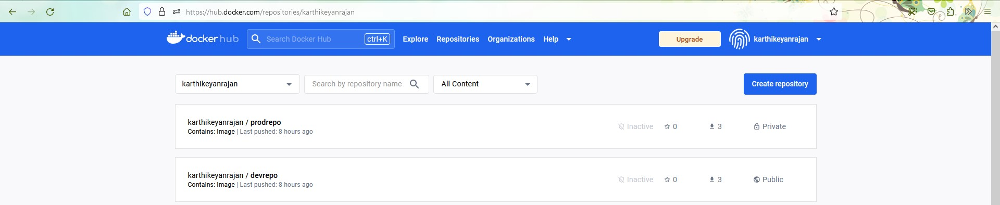 https://hub.docker.com/repositories/karthikeyanrajan
dockerhub Search Docker Hub ctrl+K Explore Repositories Organizations Help Upgrade karthikeyanrajan
karthikeyanrajan Search by repository name All Content Create repository
karthikeyanrajan / prodrepo
Contains: Image | Last pushed: 8 hours ago
Inactive 0 3 Private
karthikeyanrajan / devrepo
Contains: Image | Last pushed: 8 hours ago
Inactive 0 3 Public